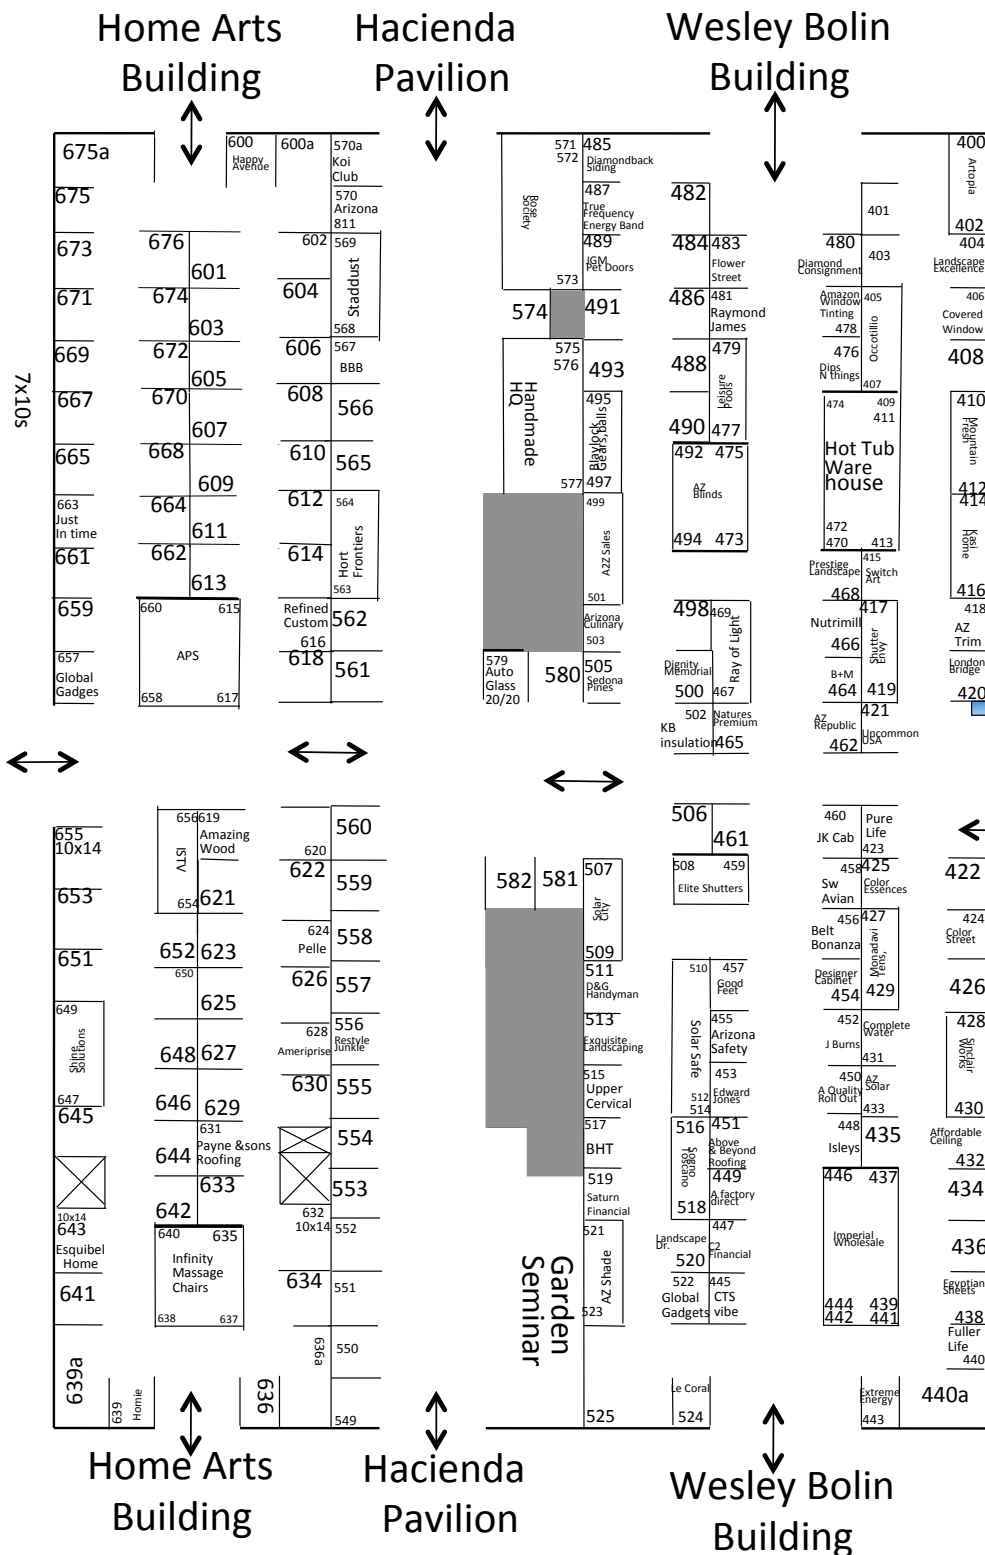 Home Arts
Building
Hacienda
Pavilion
Wesley Bolin
Building
675a
600
Happy
Avenue
600a
570a
Koi
Club
570
Arizona
811
571
572
Rose
Society
573
485
Diamondback
Siding
487
True
Frequency
Energy Band
489
JGM
Pet Doors
482
401
400
Artopia
402
675
673
676
601
602
569
Staddust
568
484
483
Flower
Street
480
Diamond
Consignment
403
404
Landscape
Excellence
671
674
603
604
574
491
486
481
Raymond
James
Amazon
Window
Tinting
478
405
Occotillio
407
406
Covered
Window
669
672
605
606
567
BBB
575
576
Handmade
HQ
577
493
488
479
Leisure
Pools
477
476
Dips
N things
408
7x10s
667
670
607
608
566
495
Blaylock
Gears,balls
497
490
474
409
411
Hot Tub
Ware
house
472
470
413
410
Mountain
Fresh
412
665
668
609
610
565
492
475
AZ
Blinds
494
473
663
Just
In time
664
611
612
564
Hort
Frontiers
563
499
A2Z Sales
501
414
Kasi
Home
416
661
662
613
614
Prestige
Landscape
468
415
Switch
Art
659
660
615
APS
658
617
Refined
Custom
616
562
Arizona
Culinary
503
498
469
Ray of Light
467
Nutrimill
466
417
Shutter
Envy
419
418
AZ
Trim
657
Global
Gadges
618
561
579
Auto
Glass
20/20
580
505
Sedona
Pines
Dignity
Memorial
500
B+M
464
London
Bridge
420
502
KB
insulation
Natures
Premium
465
AZ
Republic
462
421
Uncommon
USA
655
10x14
656
619
ISTV
654
Amazing
Wood
620
560
506
461
460
JK Cab
Pure
Life
423
653
621
622
559
582
581
507
Solar
City
509
508
459
Elite Shutters
458
Sw
Avian
425
Color
Essences
422
651
652
623
624
Pelle
558
456
Belt
Bonanza
427
Monadavi
Tens,
429
424
Color
Street
650
625
626
557
511
D&G
Handyman
510
Solar Safe
512
514
457
Good
Feet
Designer
Cabinet
454
426
649
Shine
Solutions
647
648
627
628
Ameriprise
556
Restyle
Junkie
513
Exquisite
Landscaping
455
Arizona
Safety
452
J Burns
Complete
Water
431
428
Sinclair
Works
430
645
646
629
630
555
515
Upper
Cervical
453
Edward
Jones
450
A Quality
Roll Out
AZ
Solar
433
644
631
Payne &sons
Roofing
554
517
BHT
516
Sogno
Toscano
518
451
Above
& Beyond
Roofing
448
Isleys
435
Affordable
Ceiling
432
10x14
643
Esquibel
Home
642
633
632
10x14
553
552
519
Saturn
Financial
449
A factory
direct
446
437
Imperial
Wholesale
444
439
442
441
434
640
635
Infinity
Massage
Chairs
638
637
521
AZ Shade
523
Garden
Seminar
Landscape
Dr.
520
447
C2
Financial
436
641
634
551
522
Global
Gadgets
445
CTS
vibe
Egyptian
Sheets
438
639a
639
Homie
636
636a
550
549
525
Le Coral
524
Extreme
Energy
443
Fuller
Life
440
440a
Home Arts
Building
Hacienda
Pavilion
Wesley Bolin
Building